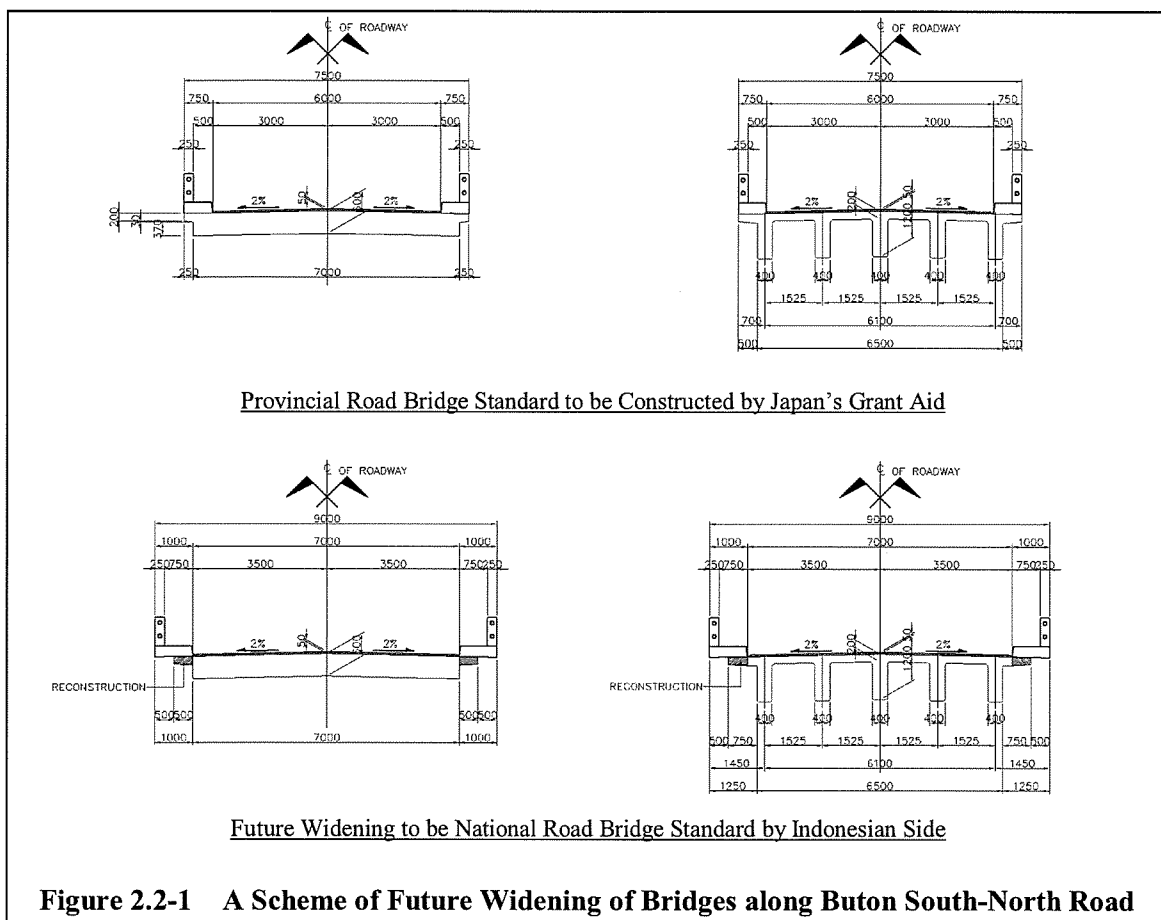 ℄ OF ROADWAY
7500
750 6000 750
500 3000 3000 500
250 250
50 200
2% 2%
200 30 370
250 7000 250
℄ OF ROADWAY
7500
750 6000 750
500 3000 3000 500
250 250
200 1200 50
2% 2%
400 400 400 400
1525 1525 1525 1525
700 6100 700
500 6500 500
Provincial Road Bridge Standard to be Constructed by Japan's Grant Aid
℄ OF ROADWAY
9000
1000 7000 1000
250 750 3500 3500 750 250
50 200
2% 2%
RECONSTRUCTION
500 500 500 500
1000 7000 1000
℄ OF ROADWAY
9000
1000 7000 1000
250 750 3500 3500 750 250
200 1200 50
2% 2%
RECONSTRUCTION
400 400 400 400 400
500 750 1525 1525 1525 1525 750 500
1450 6100 1450
1250 6500 1250
Future Widening to be National Road Bridge Standard by Indonesian Side
Figure 2.2-1 A Scheme of Future Widening of Bridges along Buton South-North Road